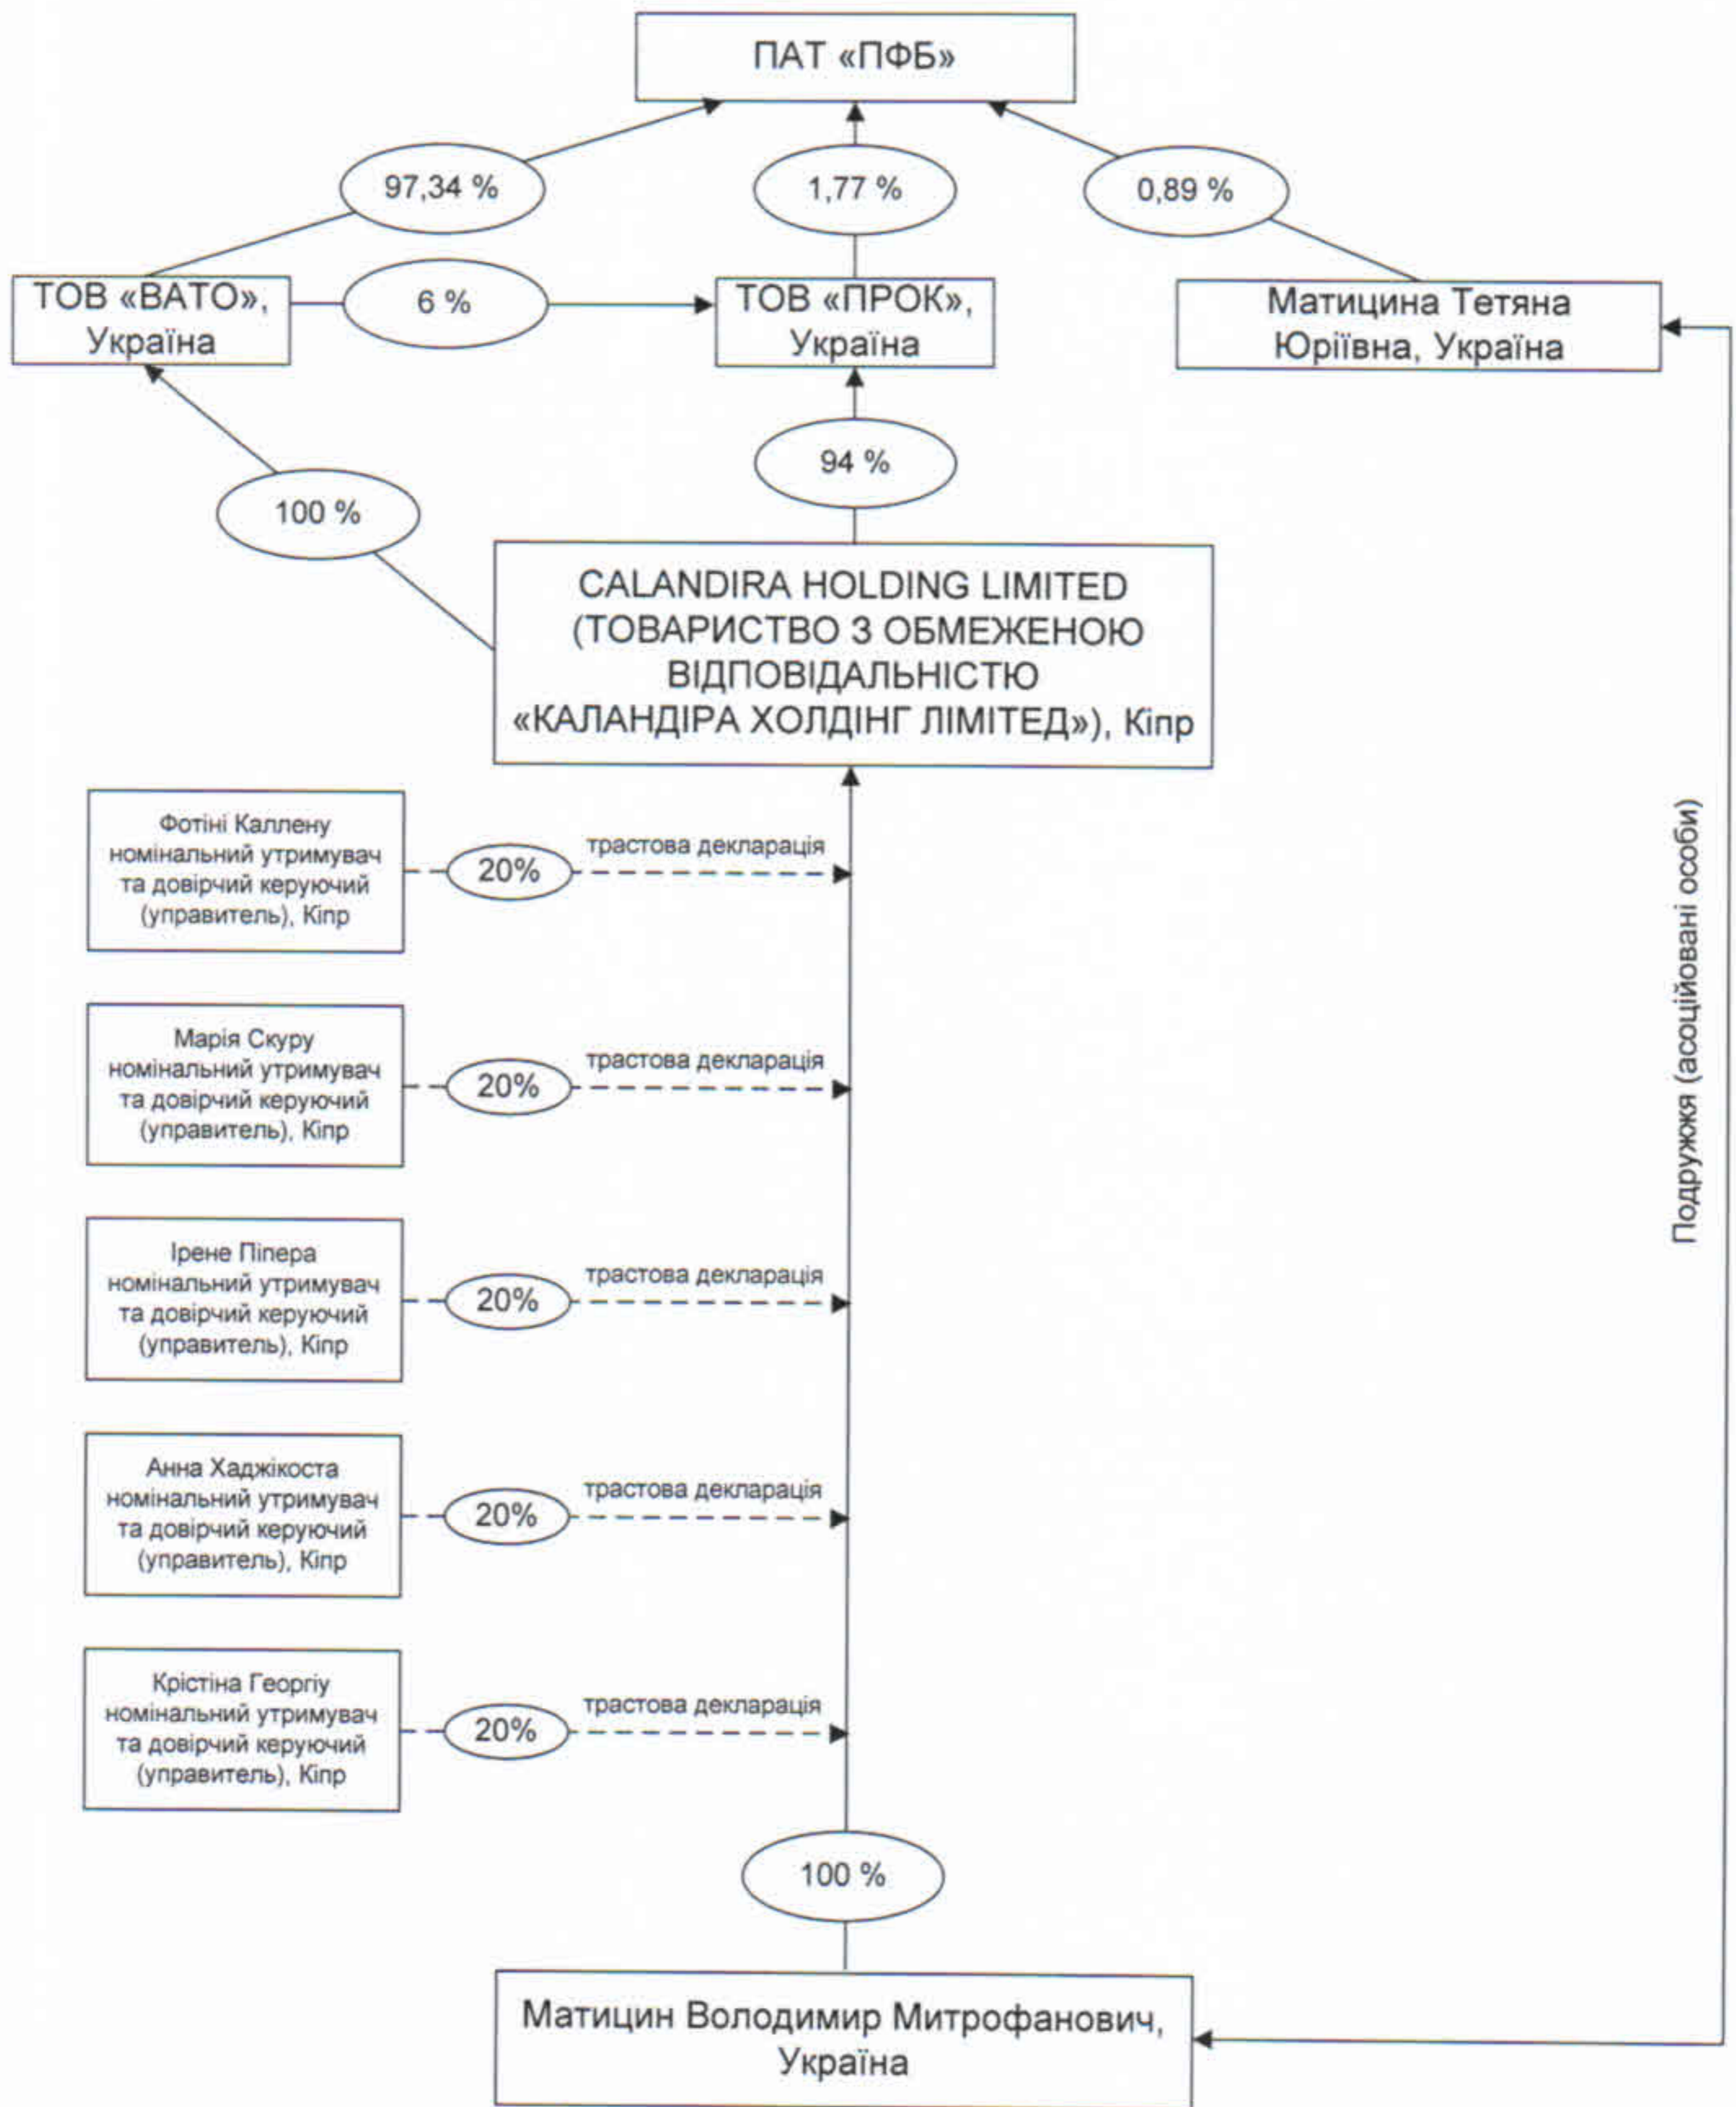 ПАТ «ПФБ»
97,34 %
1,77 %
0,89 %
ТОВ «ВАТО»,
Україна
6 %
ТОВ «ПРОК»,
Україна
Матицина Тетяна
Юріївна, Україна
94 %
100 %
CALANDIRA HOLDING LIMITED
(ТОВАРИСТВО З ОБМЕЖЕНОЮ
ВІДПОВІДАЛЬНІСТЮ
«КАЛАНДІРА ХОЛДІНГ ЛІМІТЕД»), Кіпр
Фотіні Каллену
номінальний утримувач
та довірчий керуючий
(управитель), Кіпр
20%
трастова декларація
Марія Скуру
номінальний утримувач
та довірчий керуючий
(управитель), Кіпр
20%
трастова декларація
Ірене Піпера
номінальний утримувач
та довірчий керуючий
(управитель), Кіпр
20%
трастова декларація
Анна Хаджікоста
номінальний утримувач
та довірчий керуючий
(управитель), Кіпр
20%
трастова декларація
Крістіна Георгіу
номінальний утримувач
та довірчий керуючий
(управитель), Кіпр
20%
трастова декларація
Подружжя (асоційовані особи)
100 %
Матицин Володимир Митрофанович,
Україна